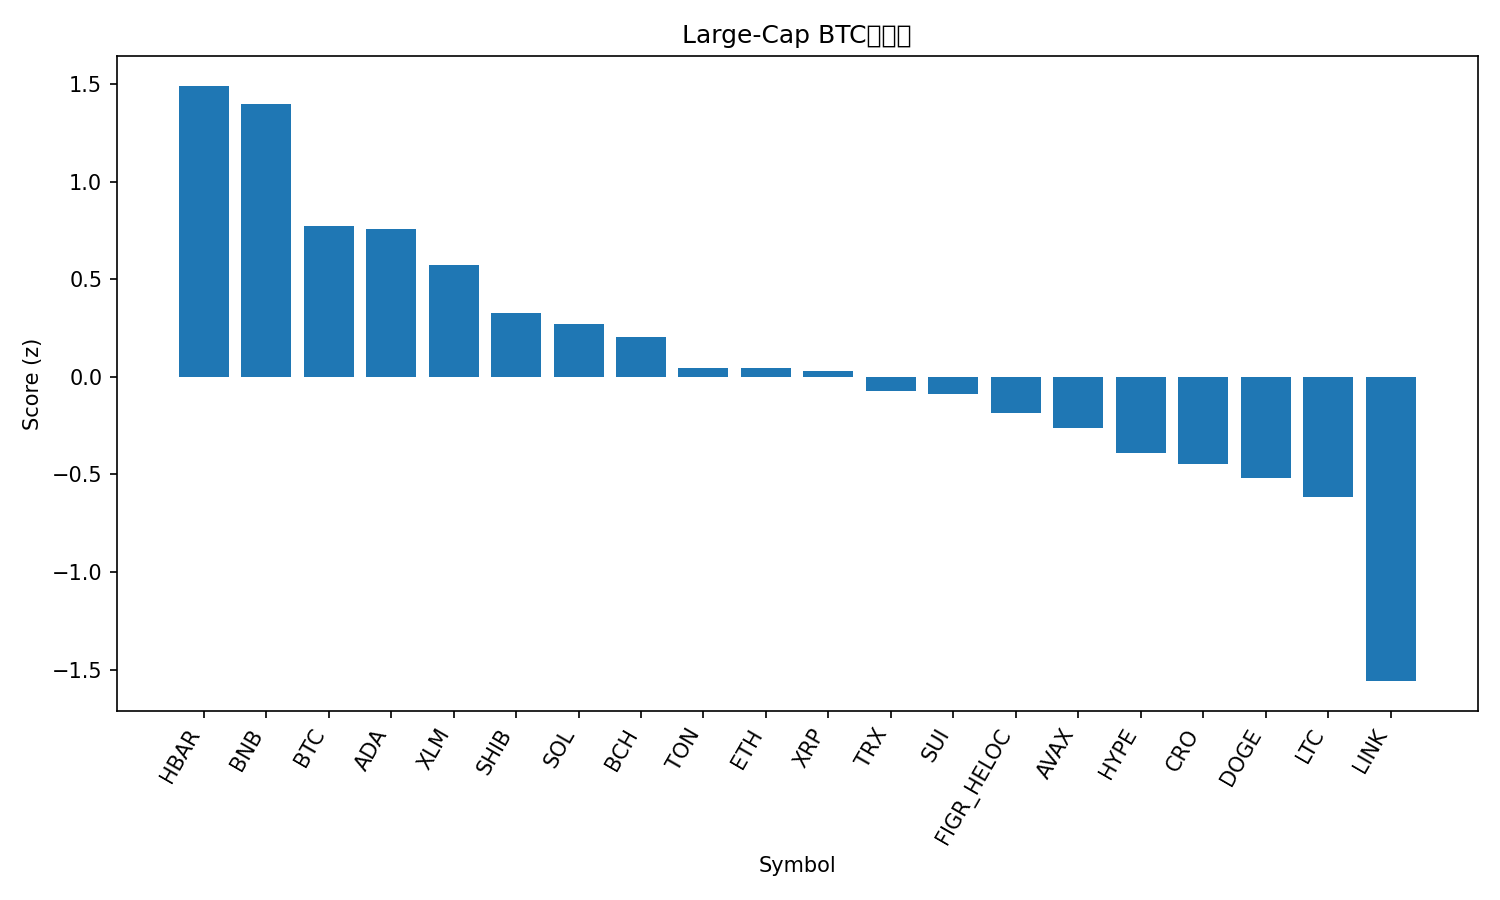 Large-Cap BTC
1.5
1.0
0.5
0.0
−0.5
−1.0
−1.5
Score (z)
HBAR
BNB
BTC
ADA
XLM
SHIB
SOL
BCH
TON
ETH
XRP
TRX
SUI
FIGR_HELOC
AVAX
HYPE
CRO
DOGE
LTC
LINK
Symbol